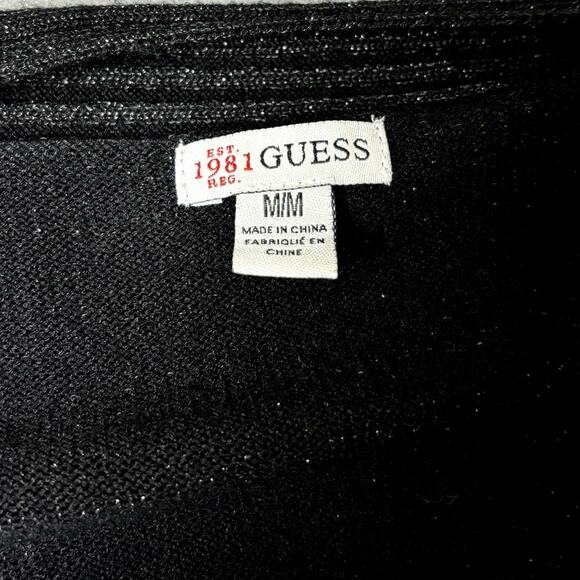 EST.
1981 GUESS
REG.
M/M
MADE IN CHINA
FABRIQUÉ EN
CHINE